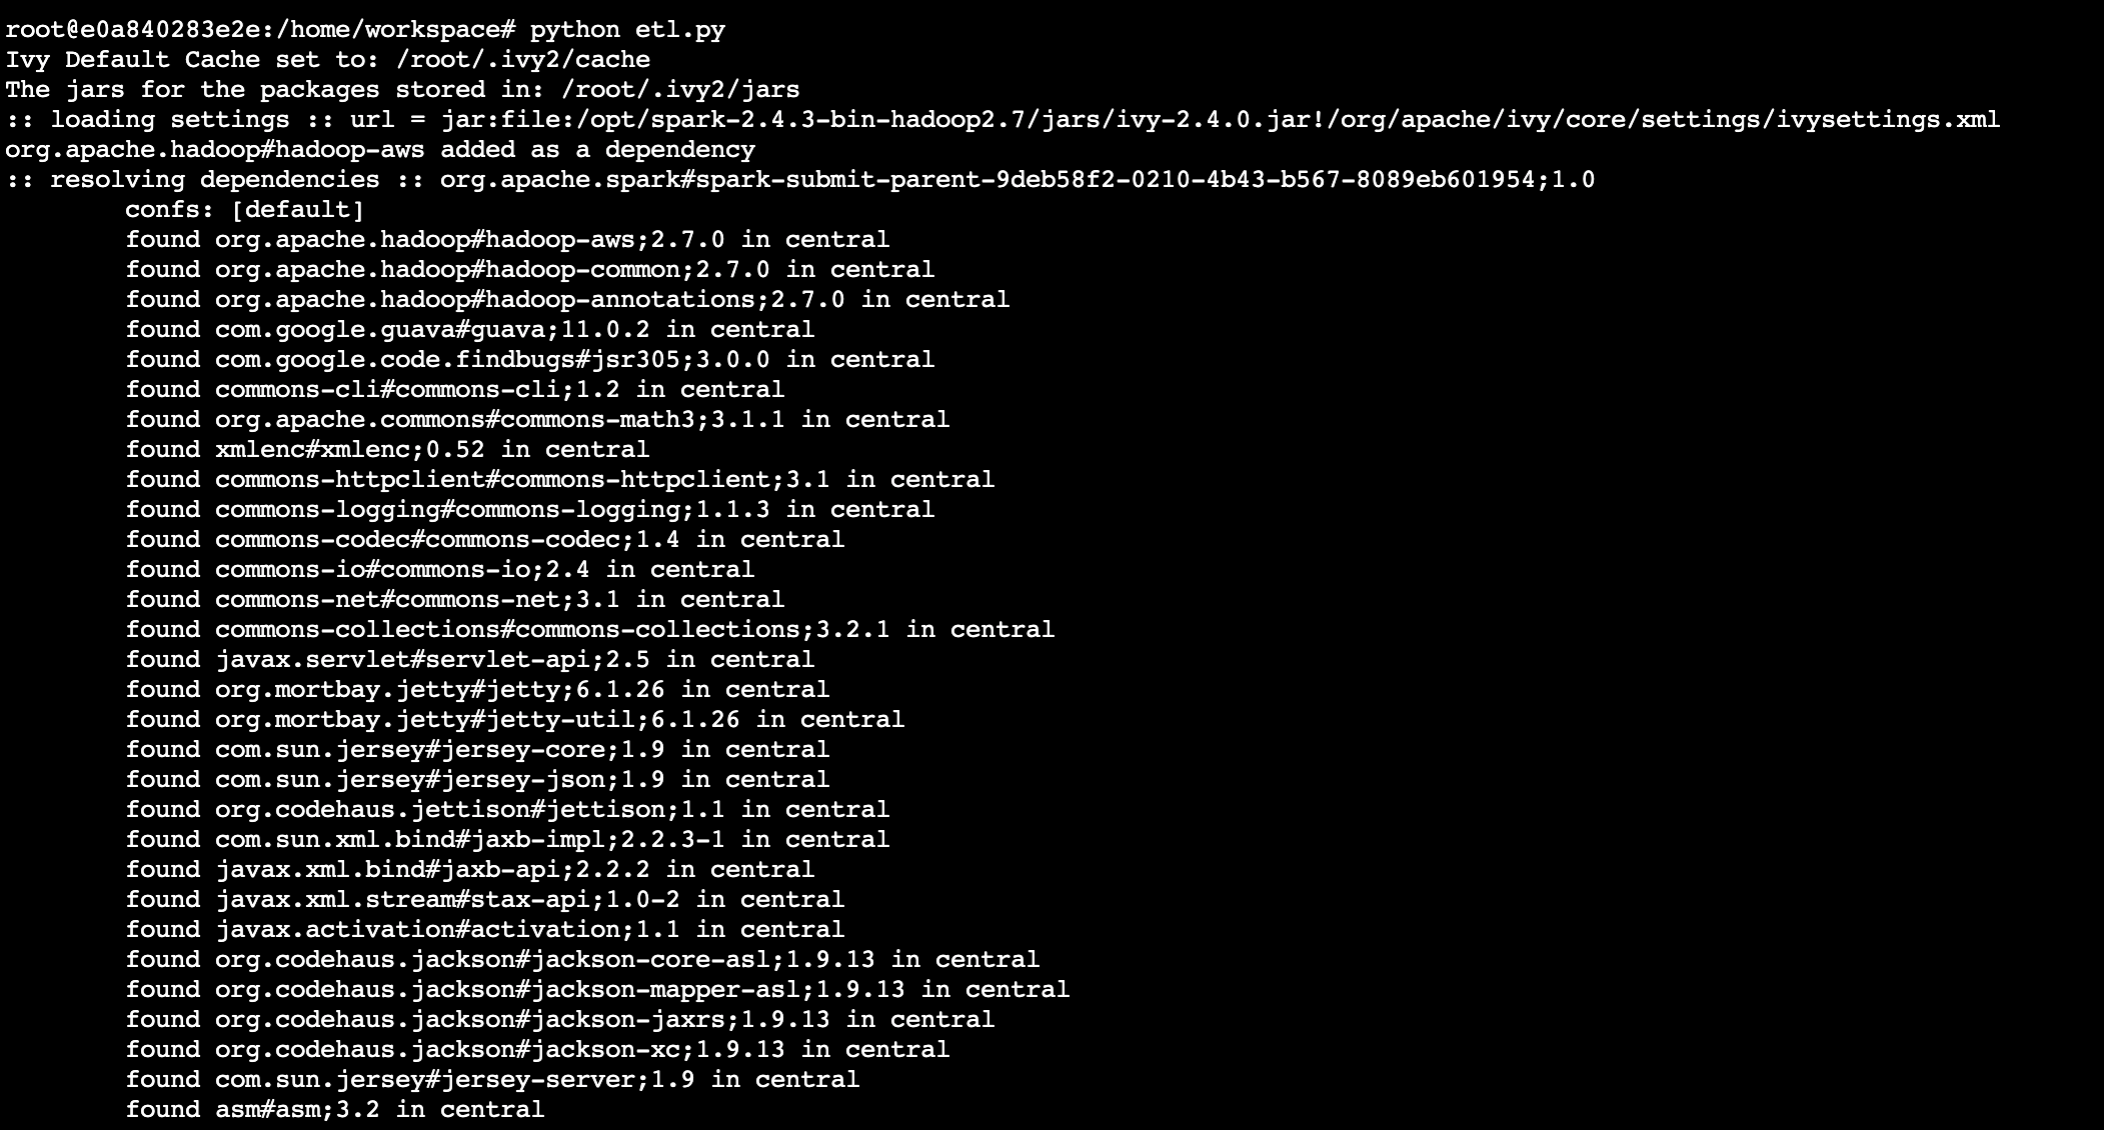 root@e0a840283e2e:/home/workspace# python etl.py
Ivy Default Cache set to: /root/.ivy2/cache
The jars for the packages stored in: /root/.ivy2/jars
:: loading settings :: url = jar:file:/opt/spark-2.4.3-bin-hadoop2.7/jars/ivy-2.4.0.jar!/org/apache/ivy/core/settings/ivysettings.xml
org.apache.hadoop#hadoop-aws added as a dependency
:: resolving dependencies :: org.apache.spark#spark-submit-parent-9deb58f2-0210-4b43-b567-8089eb601954;1.0
confs: [default]
found org.apache.hadoop#hadoop-aws;2.7.0 in central
found org.apache.hadoop#hadoop-common;2.7.0 in central
found org.apache.hadoop#hadoop-annotations;2.7.0 in central
found com.google.guava#guava;11.0.2 in central
found com.google.code.findbugs#jsr305;3.0.0 in central
found commons-cli#commons-cli;1.2 in central
found org.apache.commons#commons-math3;3.1.1 in central
found xmlenc#xmlenc;0.52 in central
found commons-httpclient#commons-httpclient;3.1 in central
found commons-logging#commons-logging;1.1.3 in central
found commons-codec#commons-codec;1.4 in central
found commons-io#commons-io;2.4 in central
found commons-net#commons-net;3.1 in central
found commons-collections#commons-collections;3.2.1 in central
found javax.servlet#servlet-api;2.5 in central
found org.mortbay.jetty#jetty;6.1.26 in central
found org.mortbay.jetty#jetty-util;6.1.26 in central
found com.sun.jersey#jersey-core;1.9 in central
found com.sun.jersey#jersey-json;1.9 in central
found org.codehaus.jettison#jettison;1.1 in central
found com.sun.xml.bind#jaxb-impl;2.2.3-1 in central
found javax.xml.bind#jaxb-api;2.2.2 in central
found javax.xml.stream#stax-api;1.0-2 in central
found javax.activation#activation;1.1 in central
found org.codehaus.jackson#jackson-core-asl;1.9.13 in central
found org.codehaus.jackson#jackson-mapper-asl;1.9.13 in central
found org.codehaus.jackson#jackson-jaxrs;1.9.13 in central
found org.codehaus.jackson#jackson-xc;1.9.13 in central
found com.sun.jersey#jersey-server;1.9 in central
found asm#asm;3.2 in central